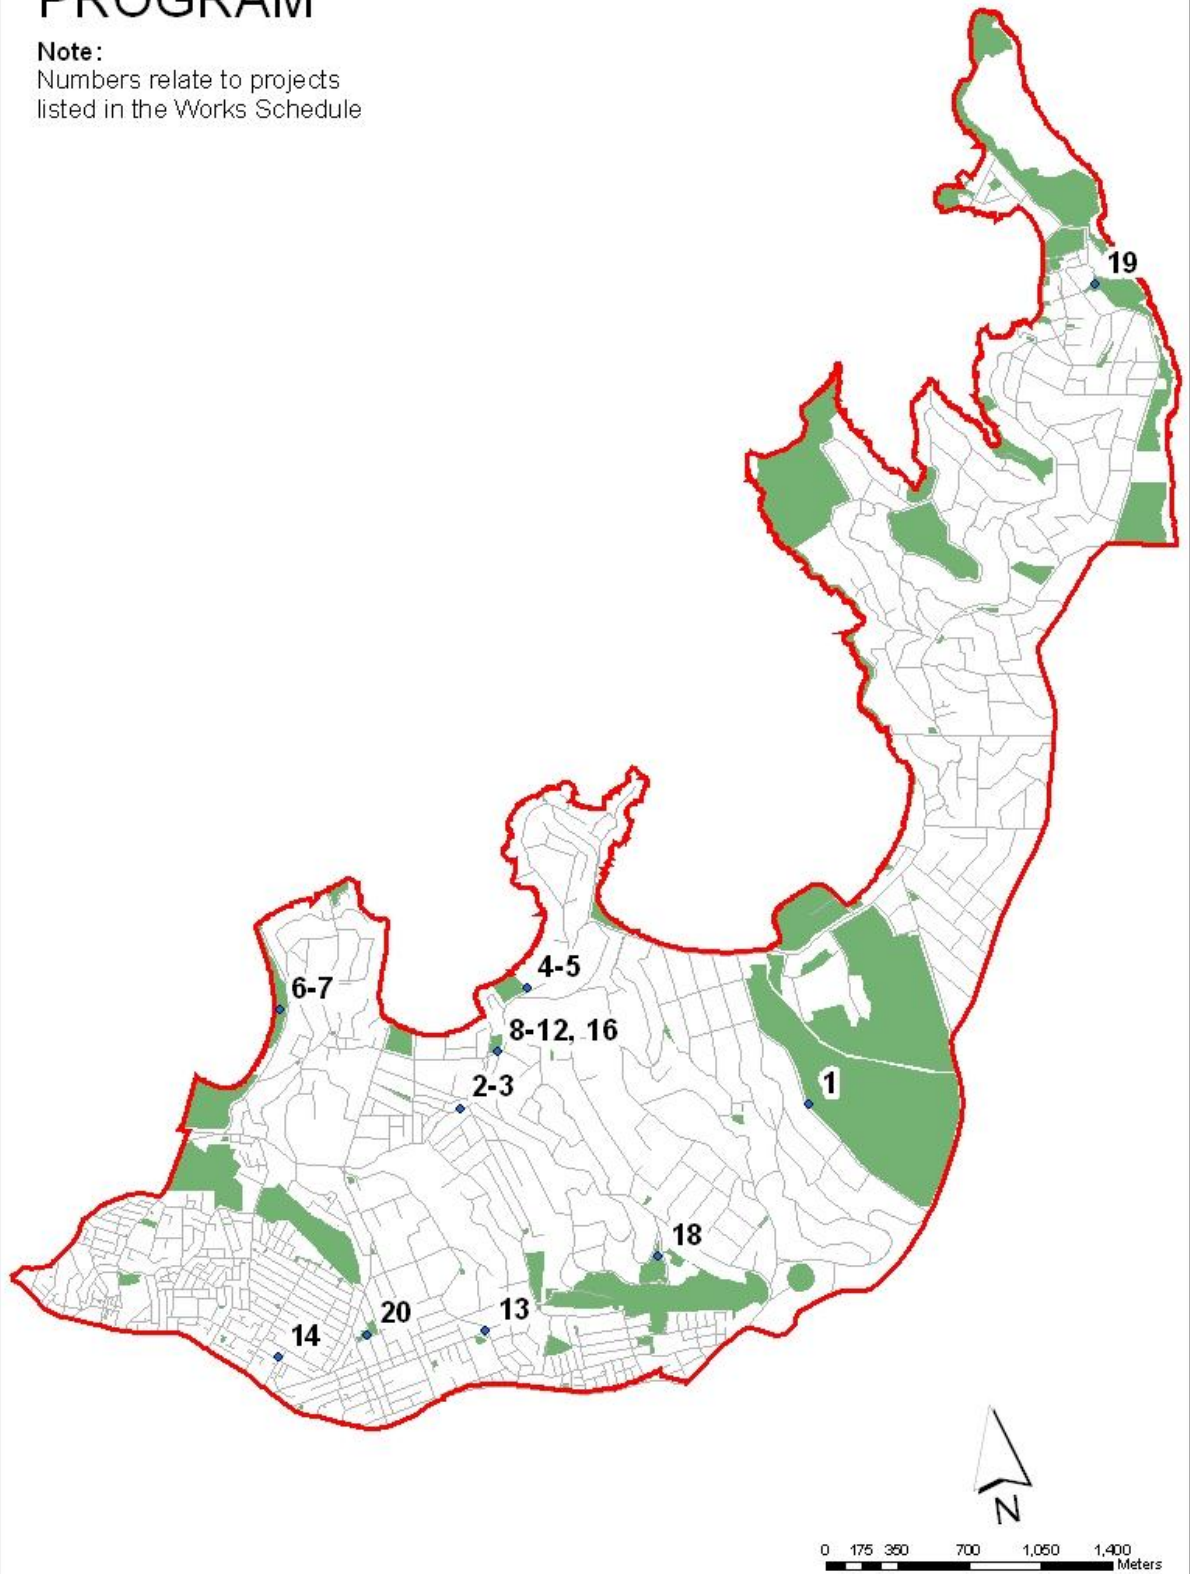 PROGRAM
Note:
Numbers relate to projects
listed in the Works Schedule
19
4-5
6-7
8-12, 16
2-3
1
18
20
13
14
N
0 175 350 700 1,050 1,400
Meters